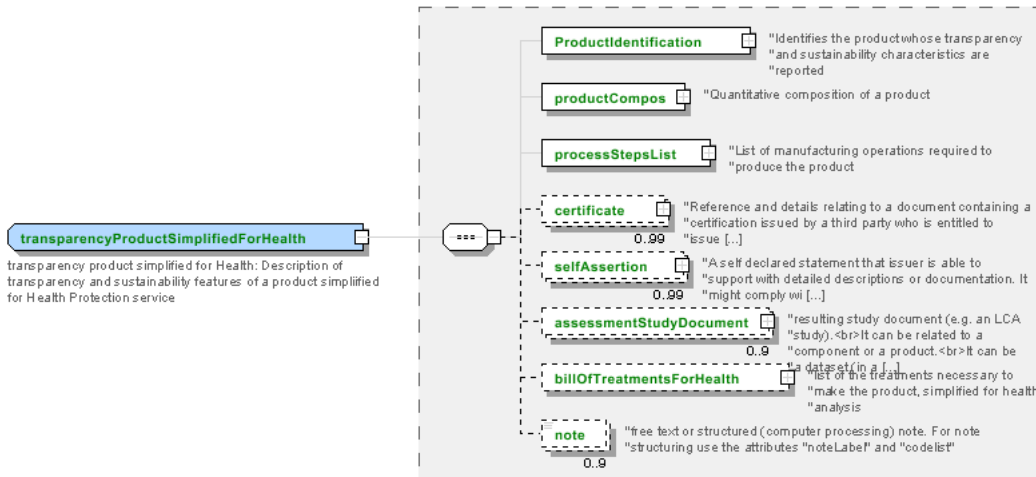 ProductIdentification
"Identifies the product whose transparency
"and sustainability characteristics are
"reported
productCompos
"Quantitative composition of a product
processStepsList
"List of manufacturing operations required to
"produce the product
certificate
0..99
"Reference and details relating to a document containing a
"certification issued by a third party who is entitled to
"issue [...]
transparencyProductSimplifiedForHealth
transparency product simplified for Health: Description of
transparency and sustainability features of a product simplified
for Health Protection service
selfAssertion
0..99
"A self declared statement that issuer is able to
"support with detailed descriptions or documentation. It
"might comply wi [...]
assessmentStudyDocument
0..9
"resulting study document (e.g. an LCA
"study).<br>It can be related to a
"component or a product.<br>It can be
"a dataset (in a [...]
billOfTreatmentsForHealth
"list of the treatments necessary to
"make the product, simplified for health
"analysis
note
0..9
"free text or structured (computer processing) note. For note
"structuring use the attributes "noteLabel" and "codelist"